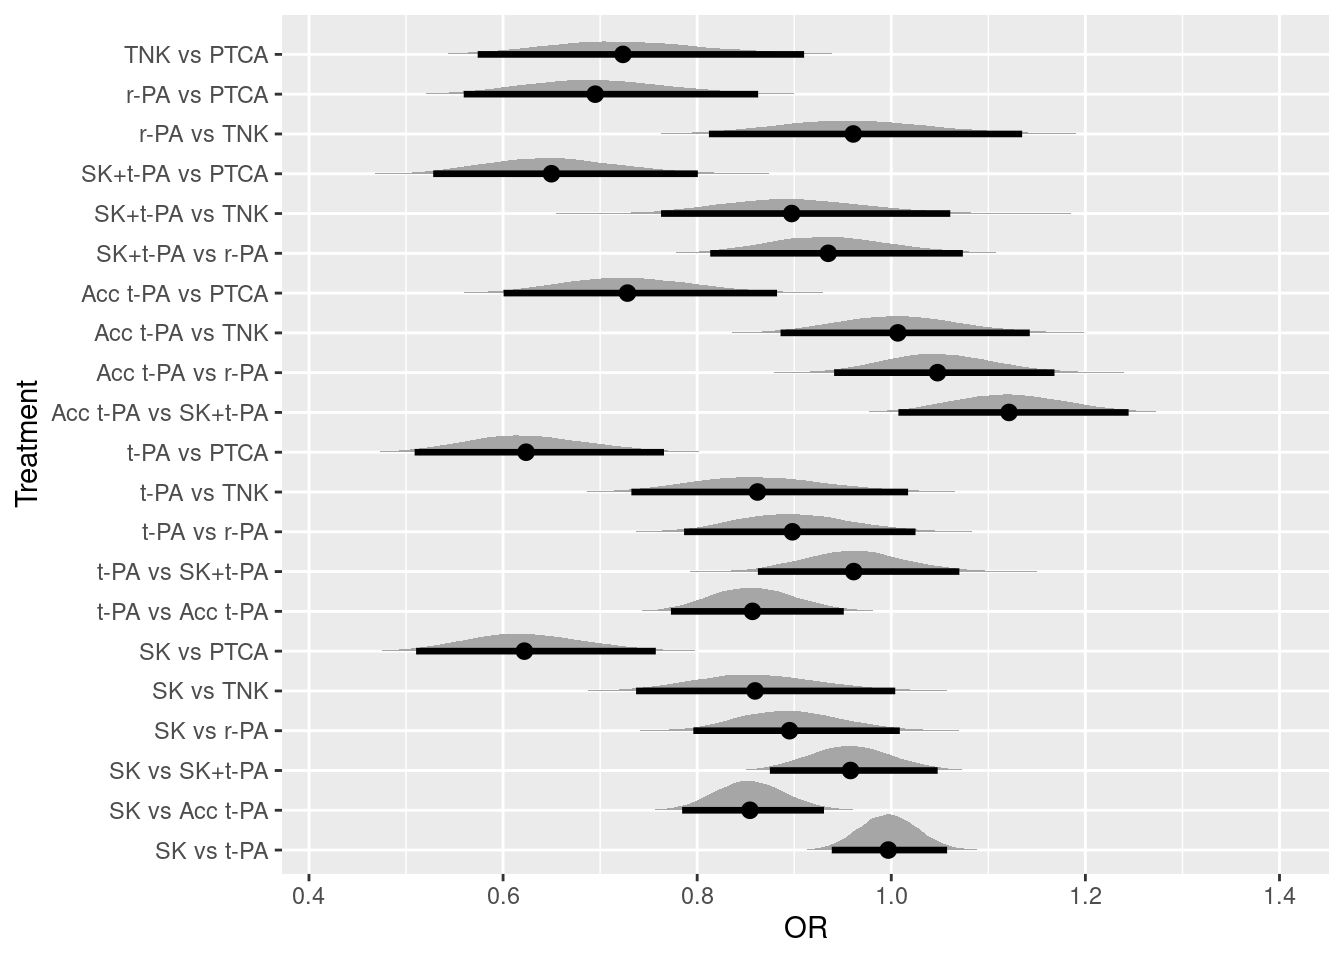 TNK vs PTCA
r-PA vs PTCA
r-PA vs TNK
SK+t-PA vs PTCA
SK+t-PA vs TNK
SK+t-PA vs r-PA
Acc t-PA vs PTCA
Acc t-PA vs TNK
Acc t-PA vs r-PA
Acc t-PA vs SK+t-PA
t-PA vs PTCA
t-PA vs TNK
t-PA vs r-PA
t-PA vs SK+t-PA
t-PA vs Acc t-PA
SK vs PTCA
SK vs TNK
SK vs r-PA
SK vs SK+t-PA
SK vs Acc t-PA
SK vs t-PA
Treatment
0.4 0.6 0.8 1.0 1.2 1.4
OR